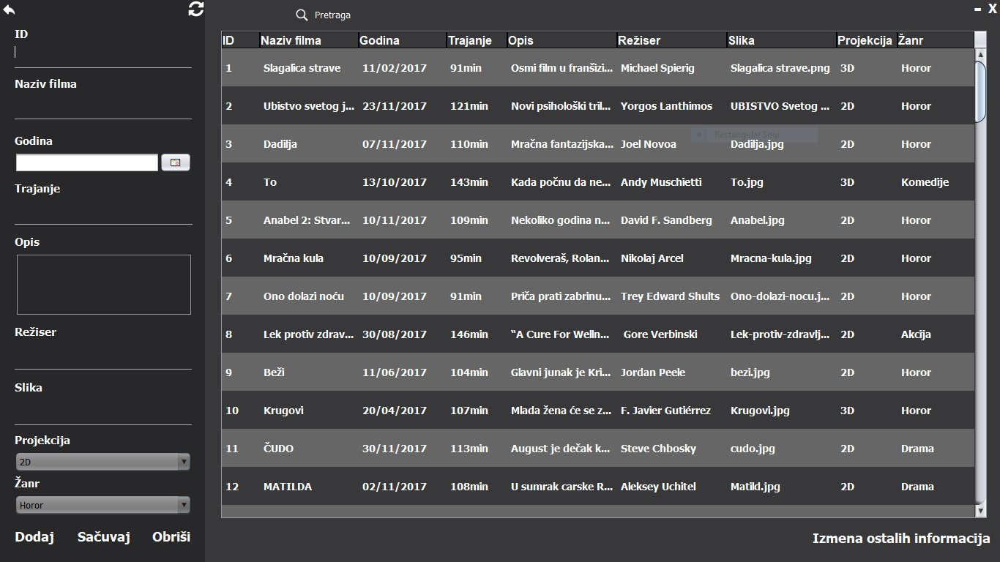 ID
Naziv filma
Godina
Trajanje
Opis
Režiser
Slika
Projekcija
2D
Žanr
Horor
Dodaj Sačuvaj Obriši
Pretraga
- X
ID Naziv filma Godina Trajanje Opis Režiser Slika Projekcija Žanr
1 Slagalica strave 11/02/2017 91min Osmi film u franšizi... Michael Spierig Slagalica strave.png 3D Horor
2 Ubistvo svetog j... 23/11/2017 121min Novi psihološki tril... Yorgos Lanthimos UBISTVO Svetog ... 2D Horor
Rectangular Snip
3 Dadilja 07/11/2017 110min Mračna fantazijska... Joel Novoa Dadilja.jpg 2D Horor
4 To 13/10/2017 143min Kada počnu da ne... Andy Muschietti To.jpg 3D Komedije
5 Anabel 2: Stvar... 10/11/2017 109min Nekoliko godina n... David F. Sandberg Anabel.jpg 2D Horor
6 Mračna kula 10/09/2017 95min Revolveraš, Rolan... Nikolaj Arcel Mracna-kula.jpg 2D Horor
7 Ono dolazi noću 10/09/2017 91min Priča prati zabrinu... Trey Edward Shults Ono-dolazi-nocu.j... 2D Horor
8 Lek protiv zdrav... 30/08/2017 146min “A Cure For Welln... Gore Verbinski Lek-protiv-zdravlj... 2D Akcija
9 Beži 11/06/2017 104min Glavni junak je Kri... Jordan Peele bezi.jpg 2D Horor
10 Krugovi 20/04/2017 107min Mlada žena će se z... F. Javier Gutiérrez Krugovi.jpg 3D Horor
11 ČUDO 30/11/2017 113min August je dečak k... Steve Chbosky cudo.jpg 2D Drama
12 MATILDA 02/11/2017 108min U sumrak carske R... Aleksey Uchitel Matild.jpg 2D Drama
Izmena ostalih informacija